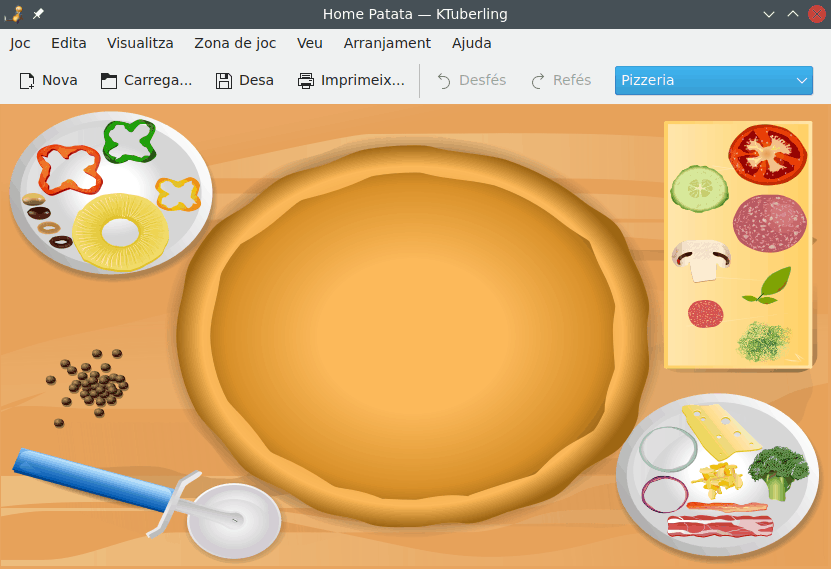 Home Patata — KTuberling
Joc Edita Visualitza Zona de joc Veu Arranjament Ajuda
Nova Carrega... Desa Imprimeix... Desfés Refés Pizzeria